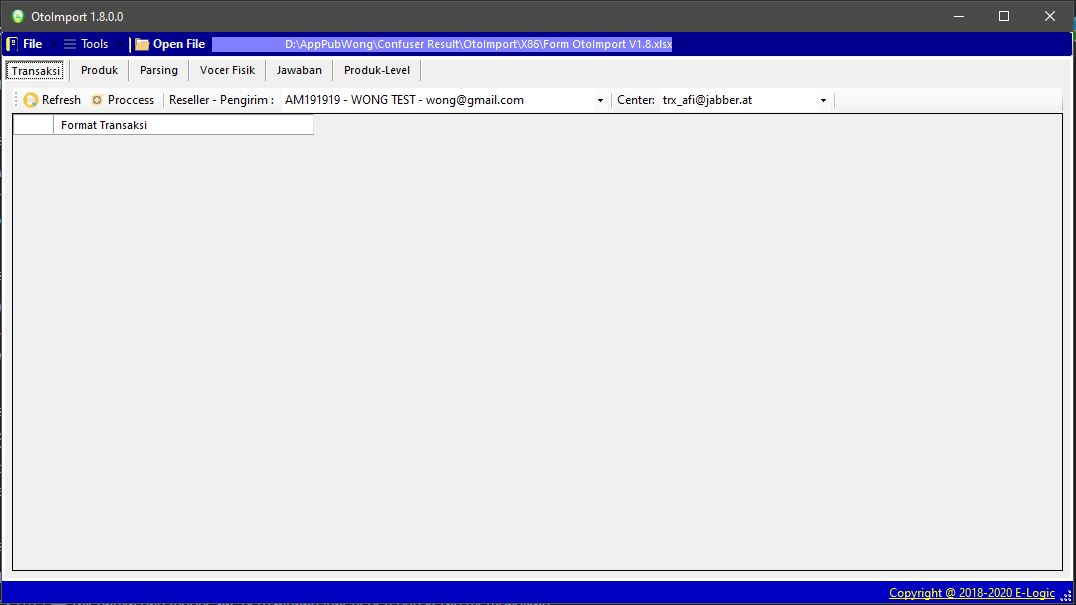 OtoImport 1.8.0.0
File Tools Open File D:\AppPubWong\Confuser Result\OtoImport\X86\Form OtoImport V1.8.xlsx
Transaksi Produk Parsing Vocer Fisik Jawaban Produk-Level
Refresh Proccess Reseller - Pengirim : AM191919 - WONG TEST - wong@gmail.com Center: trx_afi@jabber.at
Format Transaksi
Copyright @ 2018-2020 E-Logic